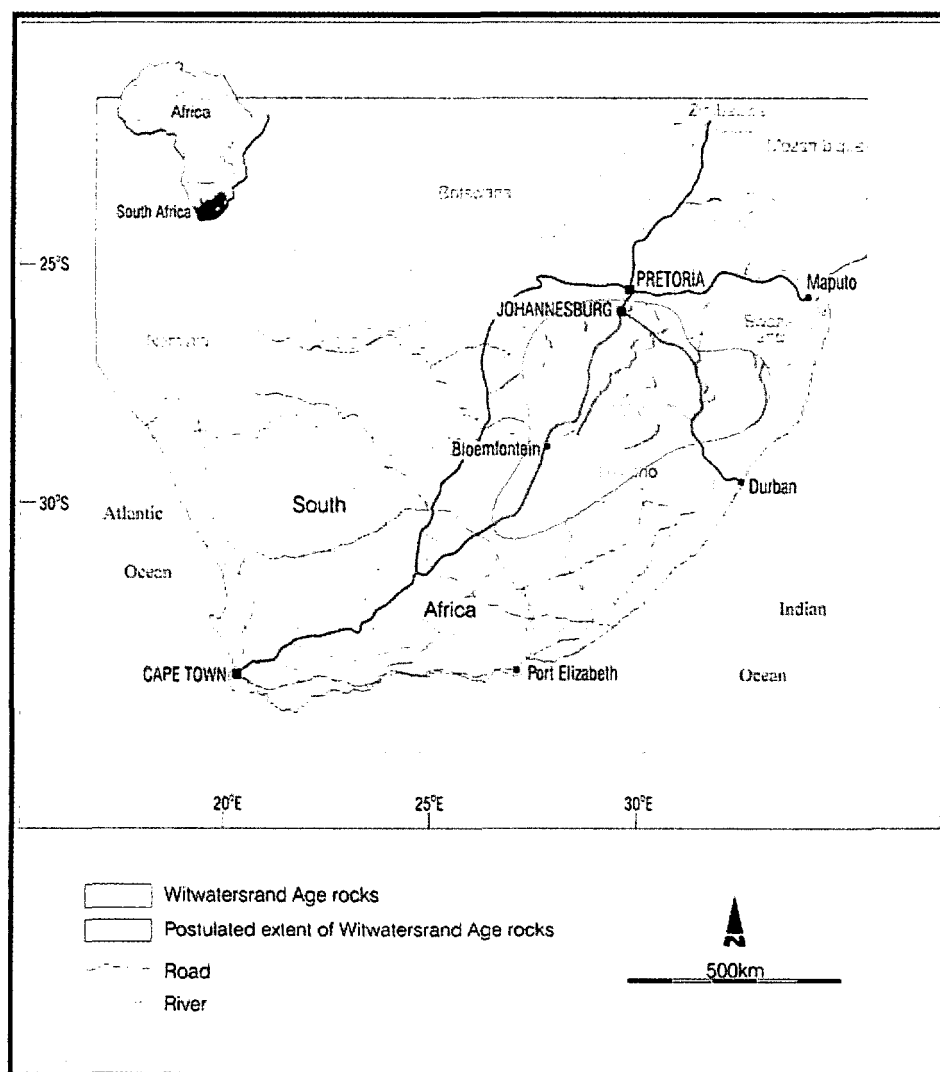 Africa
South Africa
Botswana
25°S
PRETORIA
Maputo
JOHANNESBURG
Bloemfontein
Durban
30°S
South
Atlantic
Ocean
Africa
Indian
Ocean
CAPE TOWN
Port Elizabeth
20°E 25°E 30°E
Witwatersrand Age rocks
Postulated extent of Witwatersrand Age rocks
Road
River
N
500km